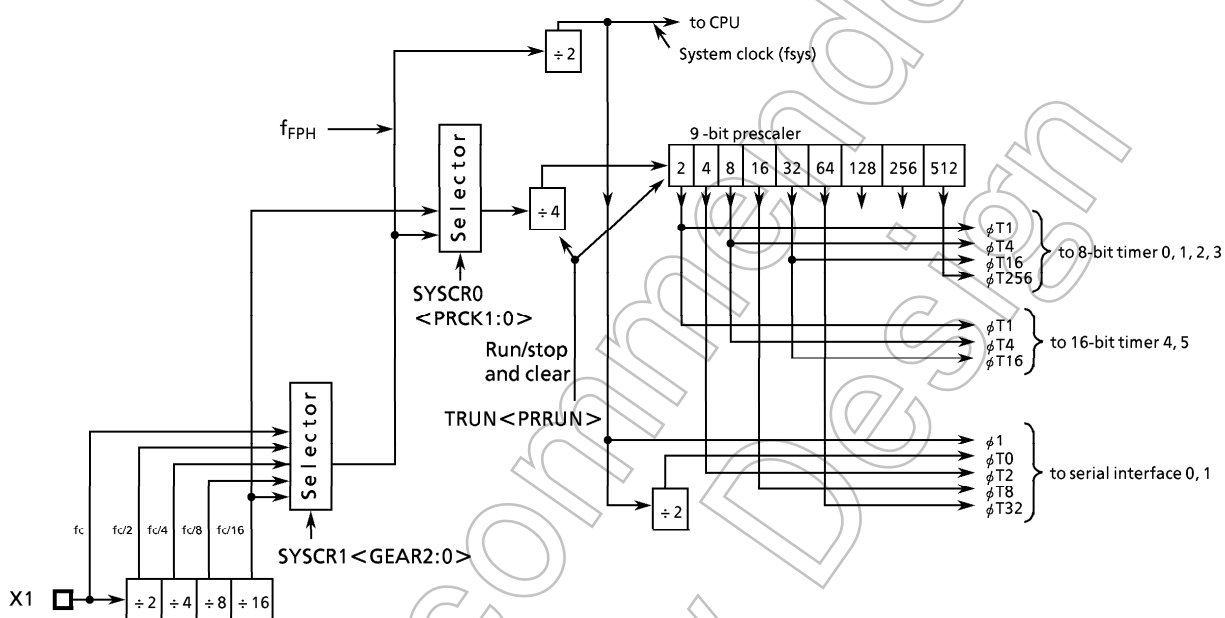 to CPU
÷2
System clock (fsys)
fFPH
Selector
9 -bit prescaler
2 4 8 16 32 64 128 256 512
÷4
ϕT1
ϕT4
ϕT16
ϕT256
to 8-bit timer 0, 1, 2, 3
SYSCR0
<PRCK1:0>
ϕT1
ϕT4
ϕT16
to 16-bit timer 4, 5
Run/stop
and clear
TRUN<PRRUN>
Selector
ϕ1
ϕT0
ϕT2
ϕT8
ϕT32
to serial interface 0, 1
÷2
fc fc/2 fc/4 fc/8 fc/16
SYSCR1<GEAR2:0>
X1
÷2 ÷4 ÷8 ÷16
commende
Design